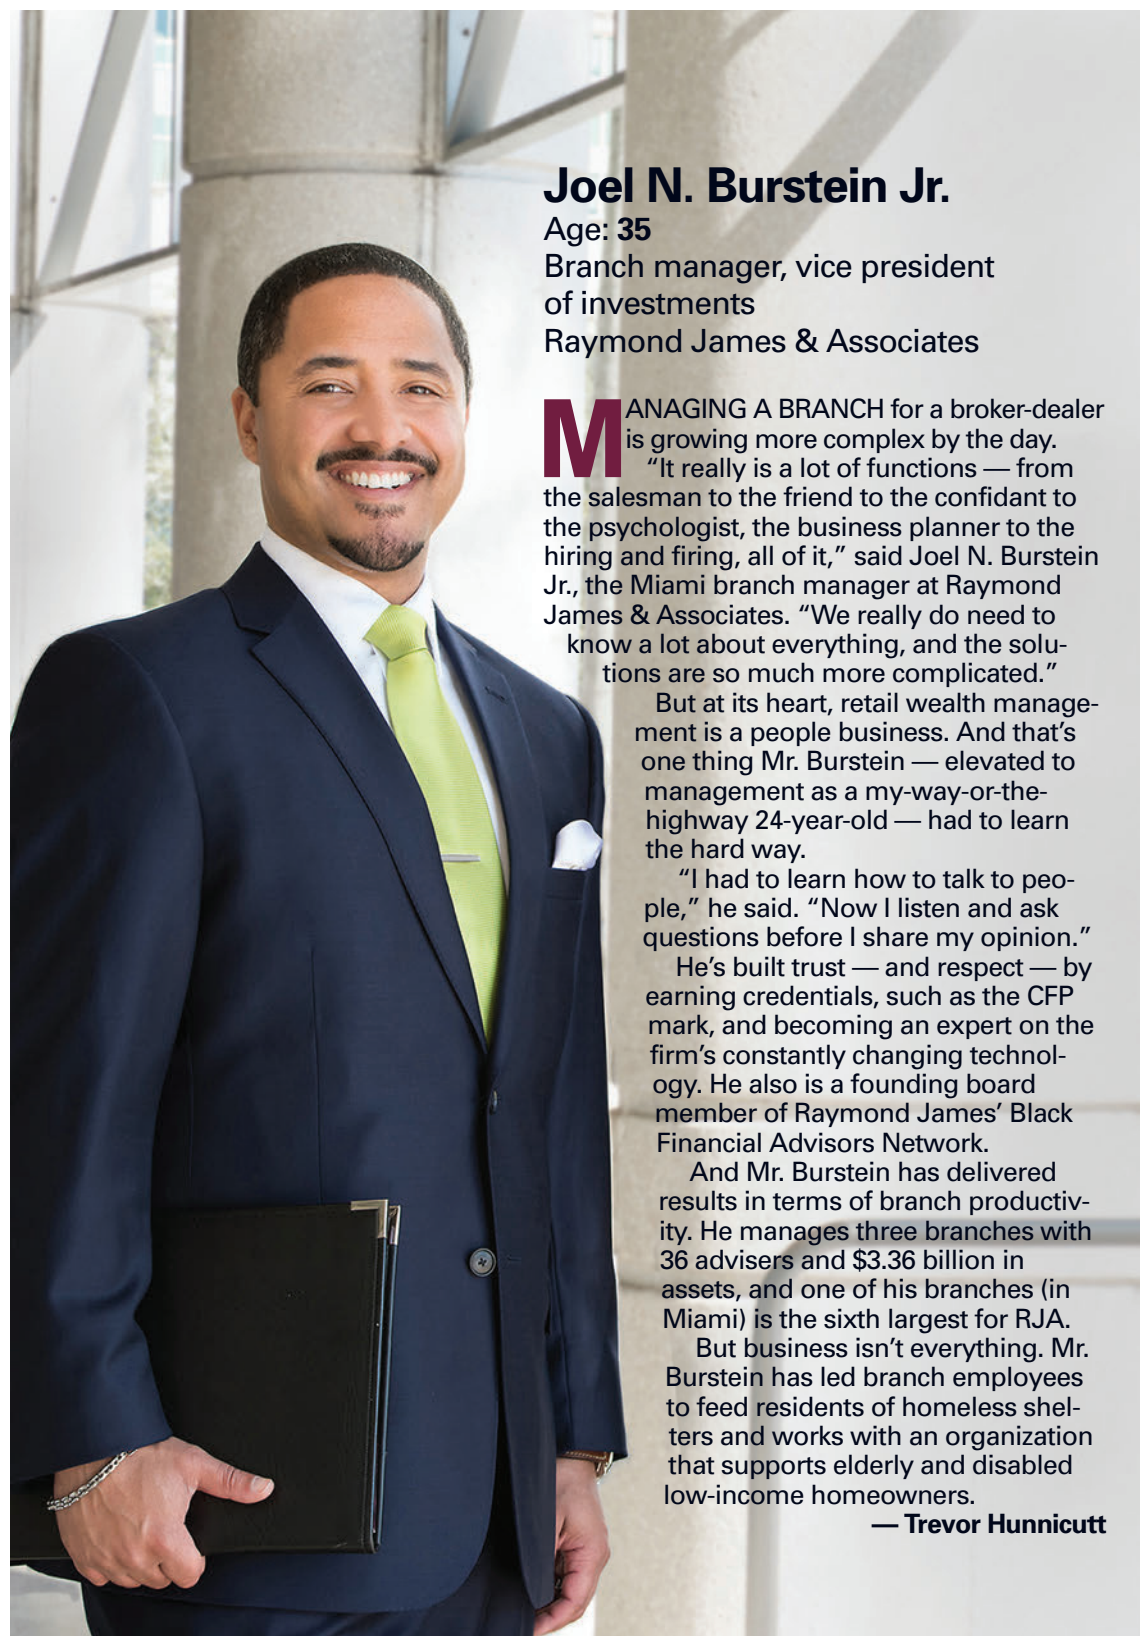 Joel N. Burstein Jr.
Age: 35
Branch manager, vice president
of investments
Raymond James & Associates
MANAGING A BRANCH for a broker-dealer
is growing more complex by the day.
“It really is a lot of functions — from
the salesman to the friend to the confidant to
the psychologist, the business planner to the
hiring and firing, all of it,” said Joel N. Burstein
Jr., the Miami branch manager at Raymond
James & Associates. “We really do need to
know a lot about everything, and the solu-
tions are so much more complicated.”
But at its heart, retail wealth manage-
ment is a people business. And that’s
one thing Mr. Burstein — elevated to
management as a my-way-or-the-
highway 24-year-old — had to learn
the hard way.
“I had to learn how to talk to peo-
ple,” he said. “Now I listen and ask
questions before I share my opinion.”
He’s built trust — and respect — by
earning credentials, such as the CFP
mark, and becoming an expert on the
firm’s constantly changing technol-
ogy. He also is a founding board
member of Raymond James’ Black
Financial Advisors Network.
And Mr. Burstein has delivered
results in terms of branch productiv-
ity. He manages three branches with
36 advisers and $3.36 billion in
assets, and one of his branches (in
Miami) is the sixth largest for RJA.
But business isn’t everything. Mr.
Burstein has led branch employees
to feed residents of homeless shel-
ters and works with an organization
that supports elderly and disabled
low-income homeowners.
— Trevor Hunnicutt